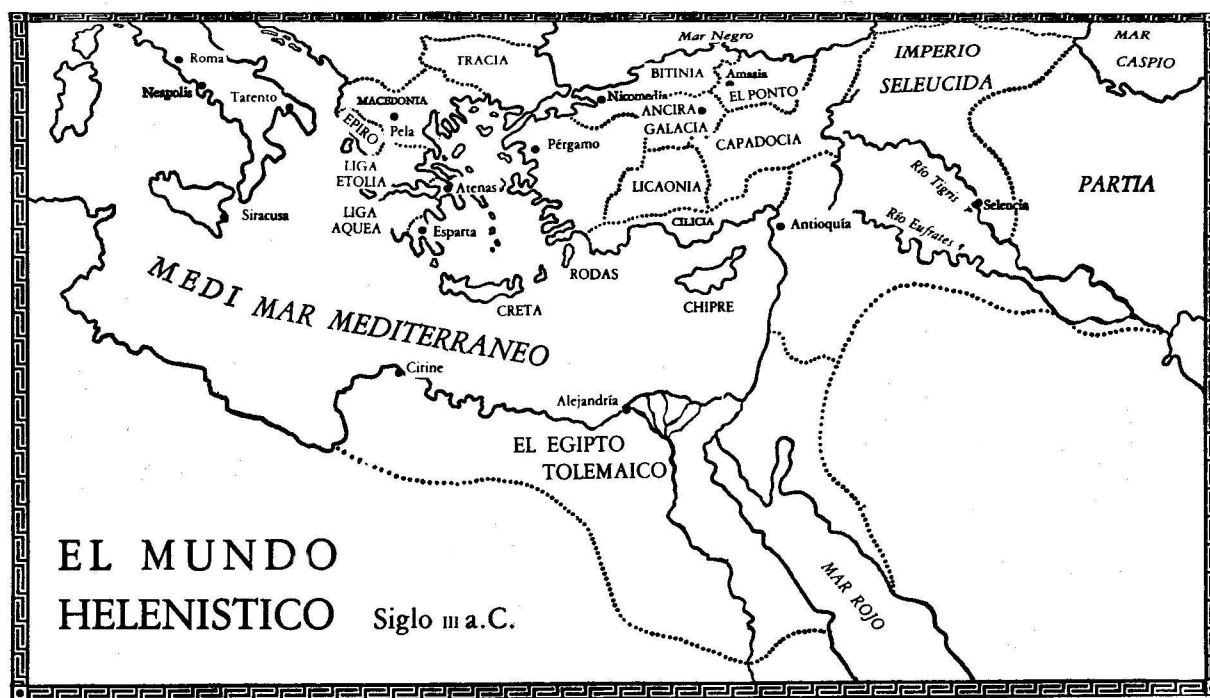 Roma
Neapolis
Tarento
Siracusa
TRACIA
MACEDONIA
Pela
EPIRO
LIGA
ETOLIA
LIGA
AQUEA
Atenas
Esparta
CRETA
RODAS
CHIPRE
Mar Negro
BITINIA
Nicomedia
Amasia
EL PONTO
ANCIRA
GALACIA
CAPADOCIA
Pérgamo
LICAONIA
CILICIA
Antioquía
IMPERIO
SELEUCIDA
MAR
CASPIO
PARTIA
Río Tigris
Río Eufrates
Selencia
MEDI MAR MEDITERRANEO
Citine
Alejandría
EL EGIPTO
TOLEMAICO
MAR ROJO
EL MUNDO
HELENISTICO Siglo III a.C.